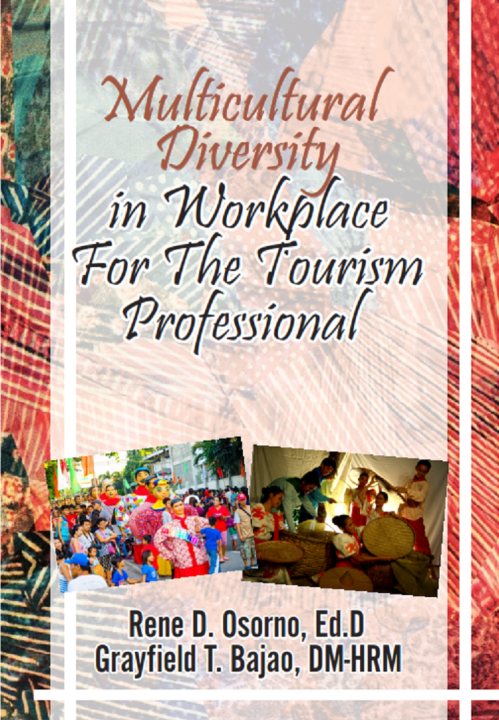 Multicultural
Diversity
in Workplace
For The Tourism
Professional
Rene D. Osorno, Ed.D
Grayfield T. Bajao, DM-HRM